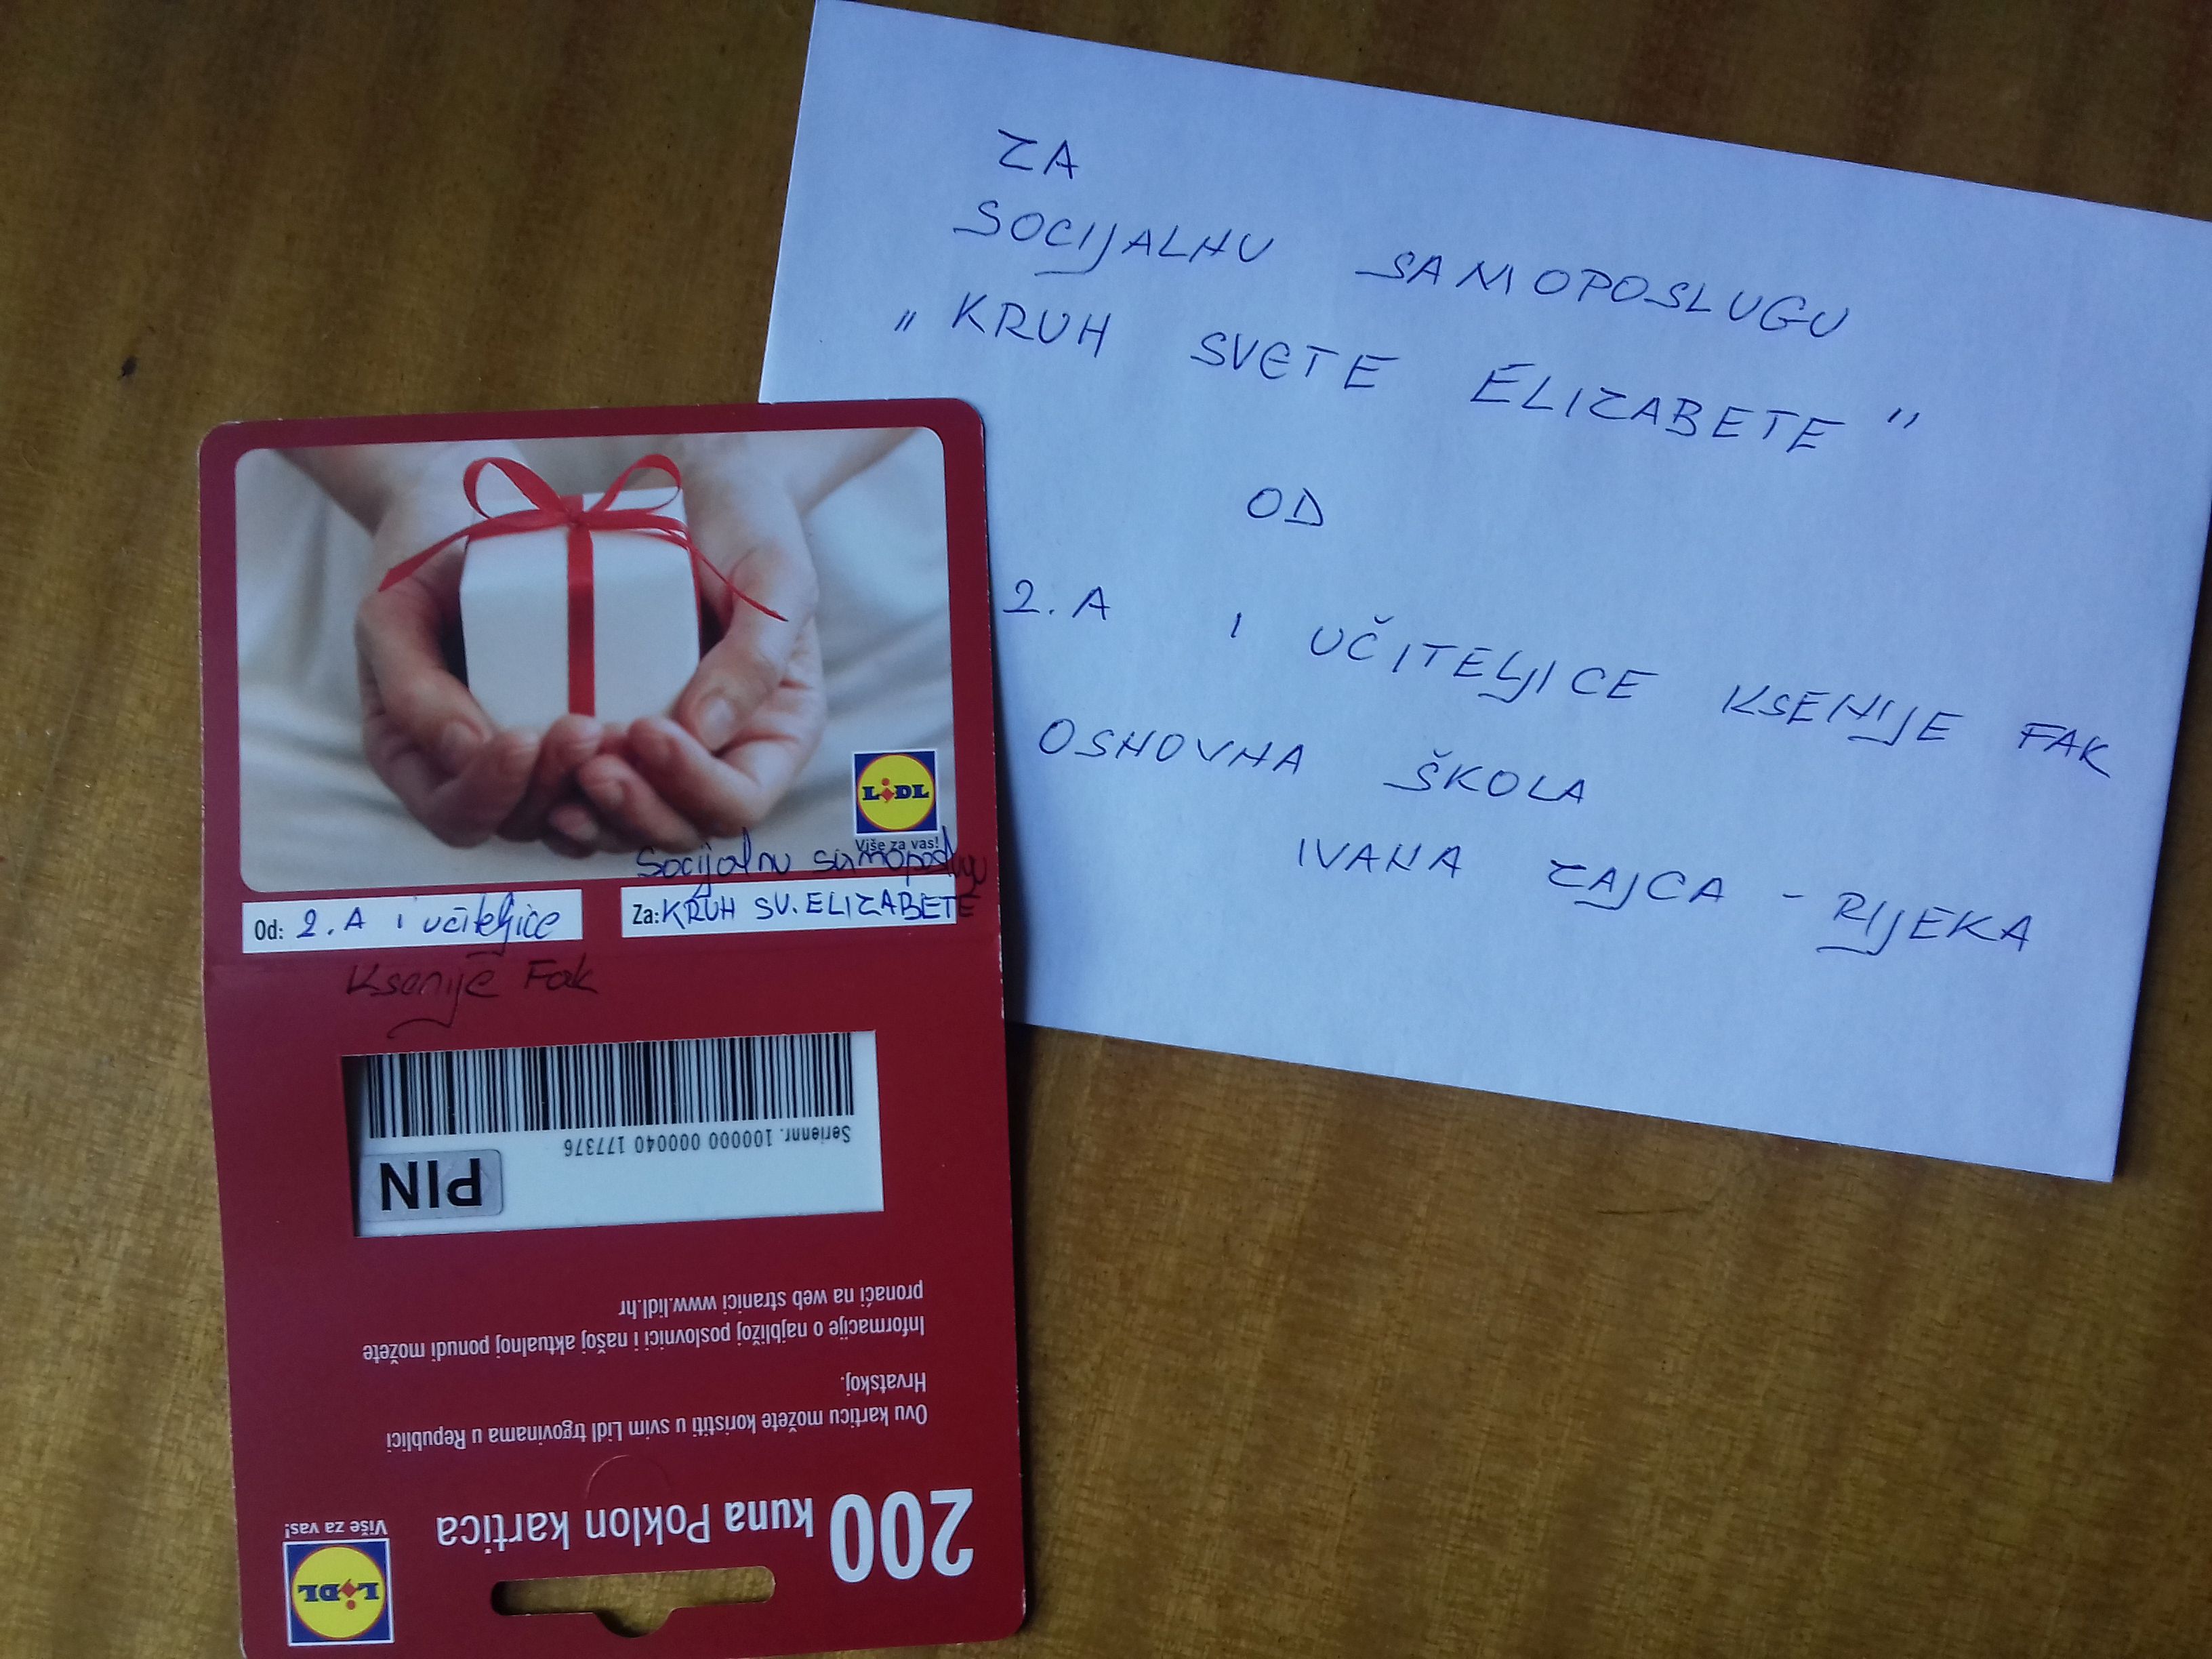 ZA
SOCIJALNU SAMOPOSLUGU
„KRUH SVETE ELIZABETE"
OD
2.A I UČITELJICE KSENIJE FAK
OSNOVNA ŠKOLA
IVANA ZAJCA - RIJEKA
LIDL
Više za vas!
Socijalnu samoposlugu
Od: 2.A i učiteljice
Za: KRUH SV. ELIZABETE
Ksenije Fak
Seriennr. 100000 000040 177376
PIN
200 kuna Poklon kartica
LIDL
Više za vas!
Ovu karticu možete koristiti u svim Lidl trgovinama u Republici
Hrvatskoj.
Informacije o najbližoj poslovnici i našoj aktualnoj ponudi možete
pronaći na web stranici www.lidl.hr